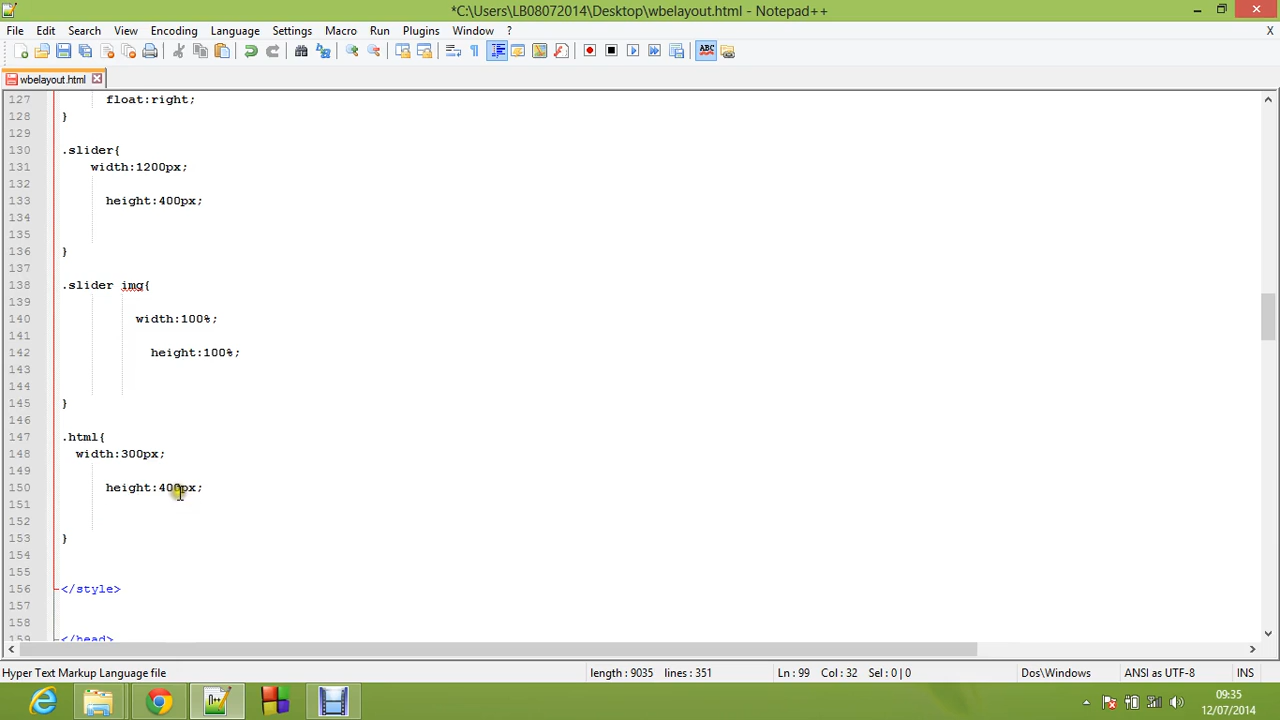 *C:\Users\LB08072014\Desktop\wbelayout.html - Notepad++
File Edit Search View Encoding Language Settings Macro Run Plugins Window ? X
wbelayout.html
127 float:right;
128 }
129
130 .slider{
131 width:1200px;
132
133 height:400px;
134
135
136 }
137
138 .slider img{
139
140 width:100%;
141
142 height:100%;
143
144
145 }
146
147 .html{
148 width:300px;
149
150 height:400px;
151
152
153 }
154
155
156 </style>
157
158
159 </head>
Hyper Text Markup Language file length : 9035 lines : 351 Ln : 99 Col : 32 Sel : 0 | 0 Dos\Windows ANSI as UTF-8 INS
09:35
12/07/2014